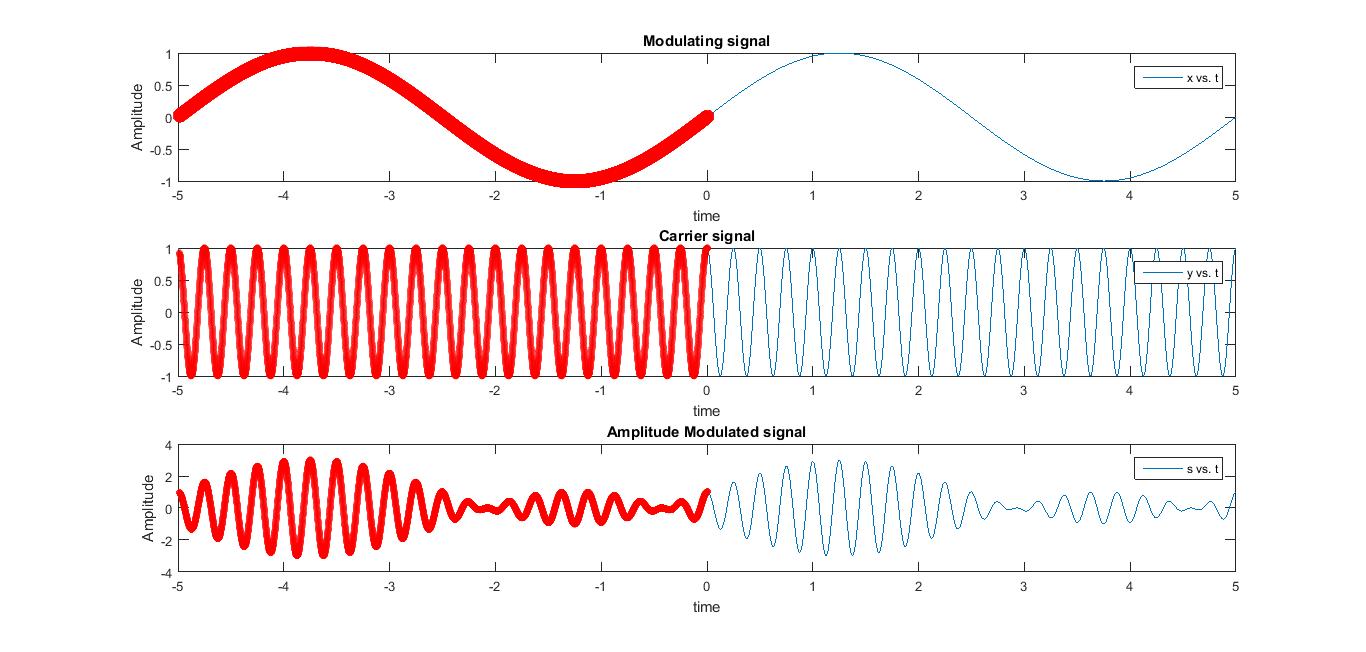 Modulating signal
Amplitude
1
0.5
0
-0.5
-1
x vs. t
-5 -4 -3 -2 -1 0 1 2 3 4 5
time
Carrier signal
Amplitude
1
0.5
0
-0.5
-1
y vs. t
-5 -4 -3 -2 -1 0 1 2 3 4 5
time
Amplitude Modulated signal
Amplitude
4
2
0
-2
-4
s vs. t
-5 -4 -3 -2 -1 0 1 2 3 4 5
time